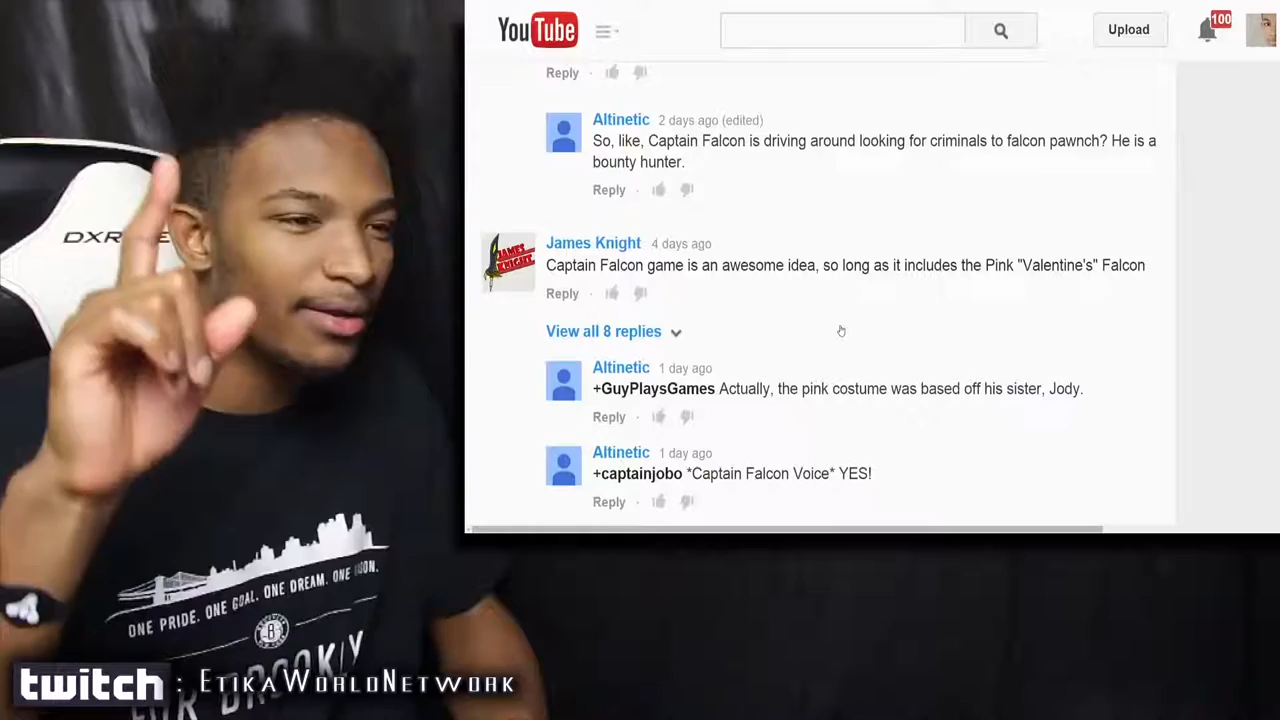 YouTube
Upload
100
Reply
Altinetic 2 days ago (edited)
So, like, Captain Falcon is driving around looking for criminals to falcon pawnch? He is a
bounty hunter.
Reply
James Knight 4 days ago
JAMES
KNIGHT
Captain Falcon game is an awesome idea, so long as it includes the Pink "Valentine's" Falcon
Reply
View all 8 replies
Altinetic 1 day ago
+GuyPlaysGames Actually, the pink costume was based off his sister, Jody.
Reply
Altinetic 1 day ago
+captainjobo *Captain Falcon Voice* YES!
Reply
DXR
ONE PRIDE. ONE GOAL. ONE DREAM. ONE
B
FOR BROOKLY
twitch : EtikaWorldNetwork